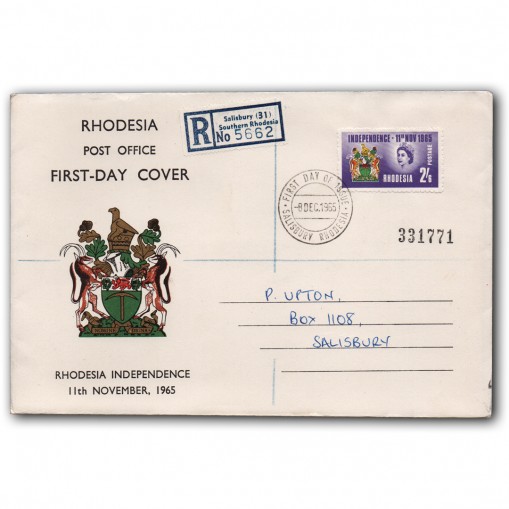 RHODESIA
POST OFFICE
FIRST-DAY COVER
R
Salisbury (31)
Southern Rhodesia
No 5662
INDEPENDENCE · 11th NOV 1965
POSTAGE
RHODESIA 2/6
FIRST DAY OF ISSUE
-8 DEC. 1965
SALISBURY RHODESIA
331771
P. UPTON,
BOX 1108,
SALISBURY
RHODESIA INDEPENDENCE
11th NOVEMBER, 1965